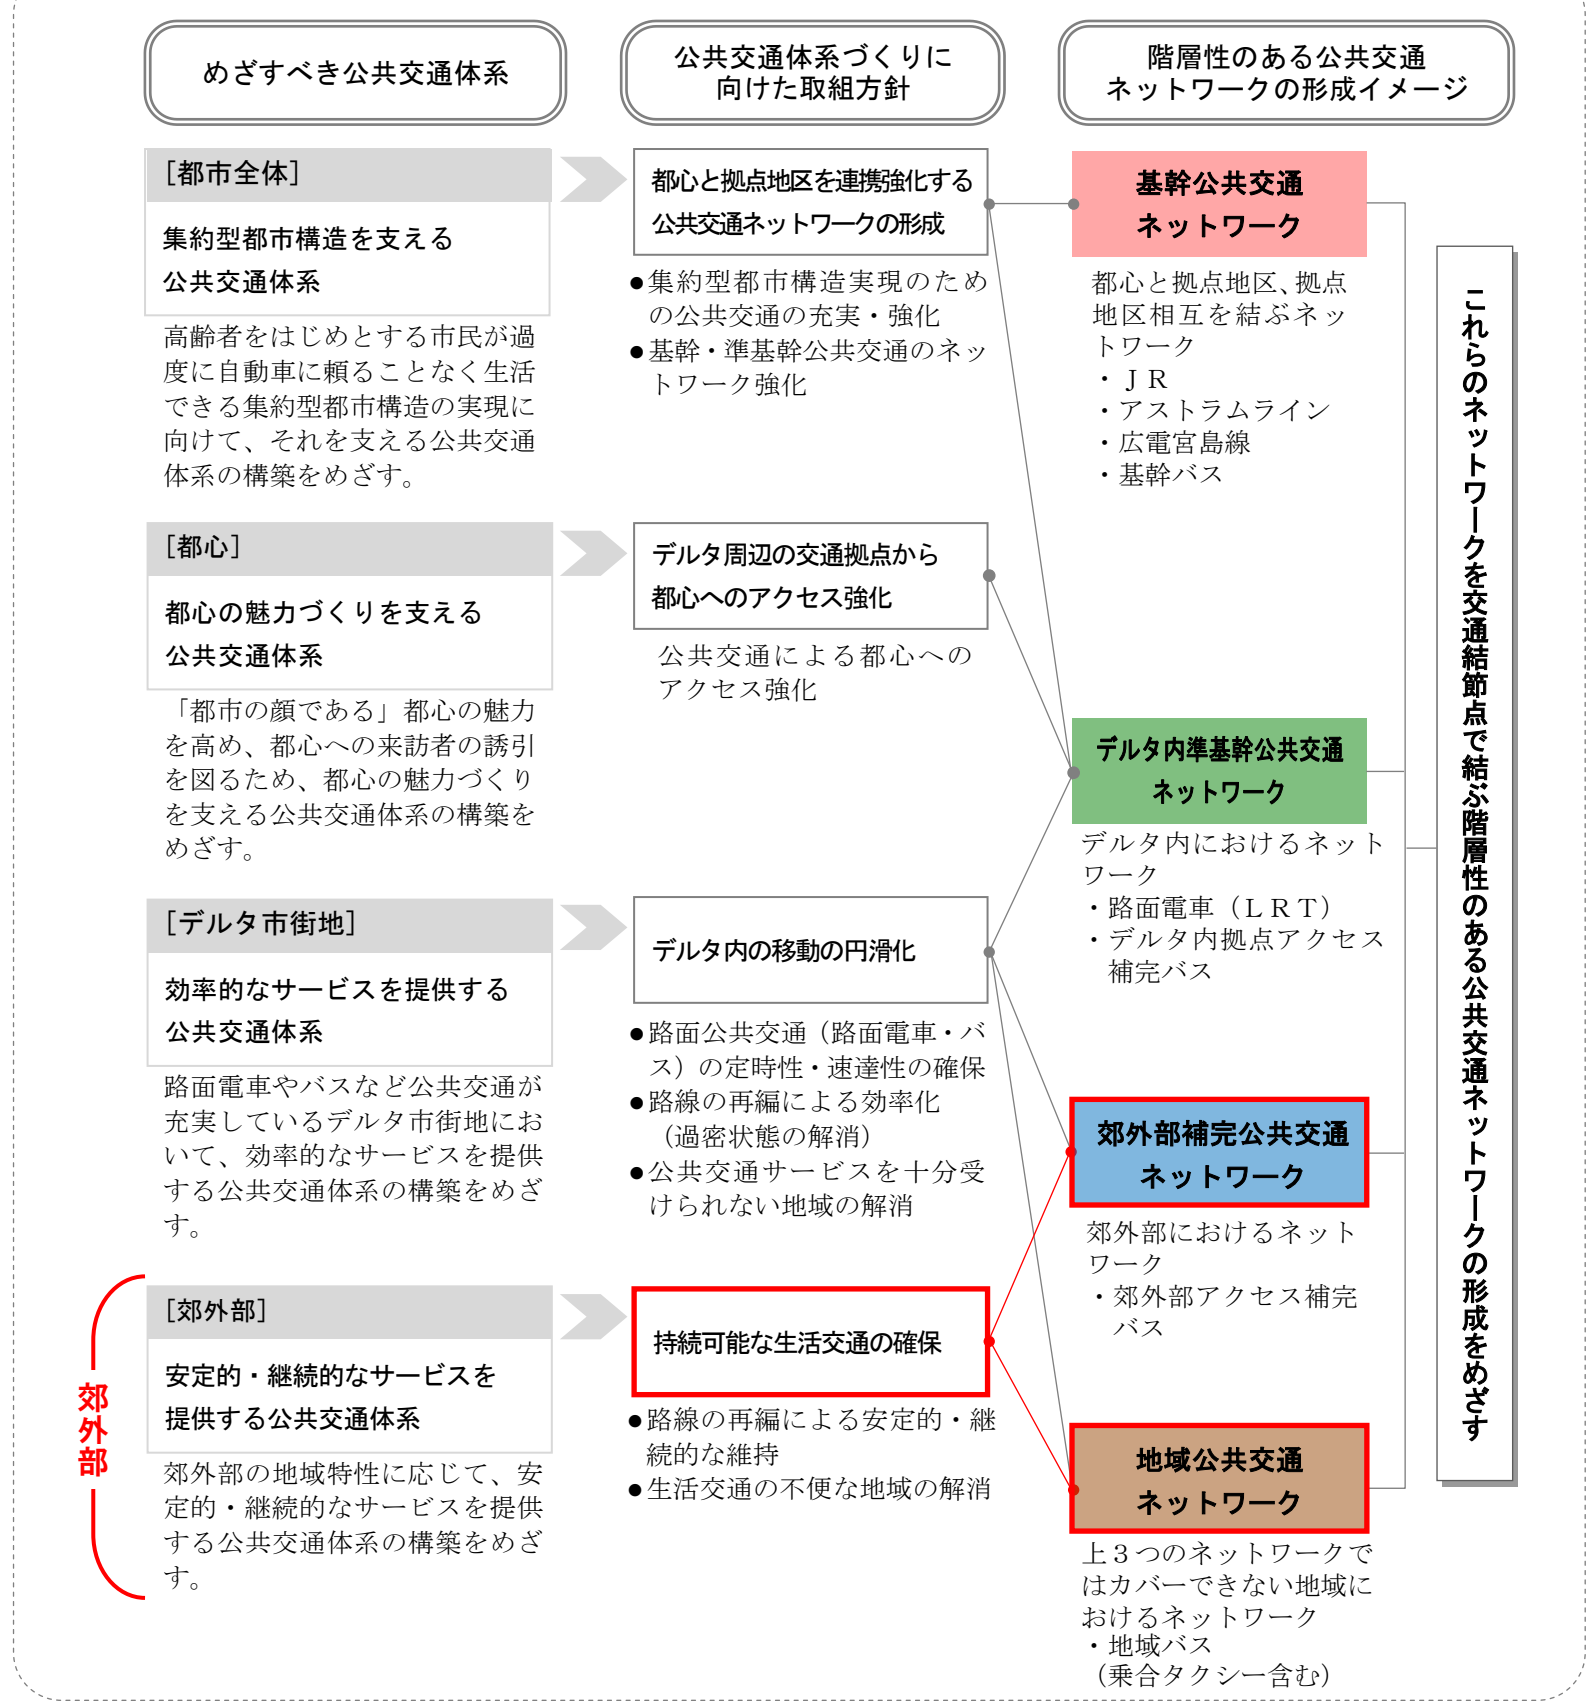 めざすべき公共交通体系
公共交通体系づくりに
向けた取組方針
階層性のある公共交通
ネットワークの形成イメージ
［都市全体］
集約型都市構造を支える
公共交通体系
高齢者をはじめとする市民が過
度に自動車に頼ることなく生活
できる集約型都市構造の実現に
向けて、それを支える公共交通
体系の構築をめざす。
都心と拠点地区を連携強化する
公共交通ネットワークの形成
●集約型都市構造実現のため
の公共交通の充実・強化
●基幹・準基幹公共交通のネッ
トワーク強化
基幹公共交通
ネットワーク
都心と拠点地区、拠点
地区相互を結ぶネッ
トワーク
・ＪＲ
・アストラムライン
・広電宮島線
・基幹バス
［都心］
都心の魅力づくりを支える
公共交通体系
「都市の顔である」都心の魅力
を高め、都心への来訪者の誘引
を図るため、都心の魅力づくり
を支える公共交通体系の構築を
めざす。
デルタ周辺の交通拠点から
都心へのアクセス強化
公共交通による都心への
アクセス強化
デルタ内準基幹公共交通
ネットワーク
デルタ内におけるネット
ワーク
・路面電車（ＬＲＴ）
・デルタ内拠点アクセス
補完バス
［デルタ市街地］
効率的なサービスを提供する
公共交通体系
路面電車やバスなど公共交通が
充実しているデルタ市街地にお
いて、効率的なサービスを提供
する公共交通体系の構築をめざ
す。
デルタ内の移動の円滑化
●路面公共交通（路面電車・バ
ス）の定時性・速達性の確保
●路線の再編による効率化
（過密状態の解消）
●公共交通サービスを十分受
けられない地域の解消
郊外部補完公共交通
ネットワーク
郊外部におけるネット
ワーク
・郊外部アクセス補完
バス
郊外部
［郊外部］
安定的・継続的なサービスを
提供する公共交通体系
郊外部の地域特性に応じて、安
定的・継続的なサービスを提供
する公共交通体系の構築をめざ
す。
持続可能な生活交通の確保
●路線の再編による安定的・継
続的な維持
●生活交通の不便な地域の解消
地域公共交通
ネットワーク
上３つのネットワークで
はカバーできない地域に
おけるネットワーク
・地域バス
（乗合タクシー含む）
これらのネットワークを交通結節点で結ぶ階層性のある公共交通ネットワークの形成をめざす